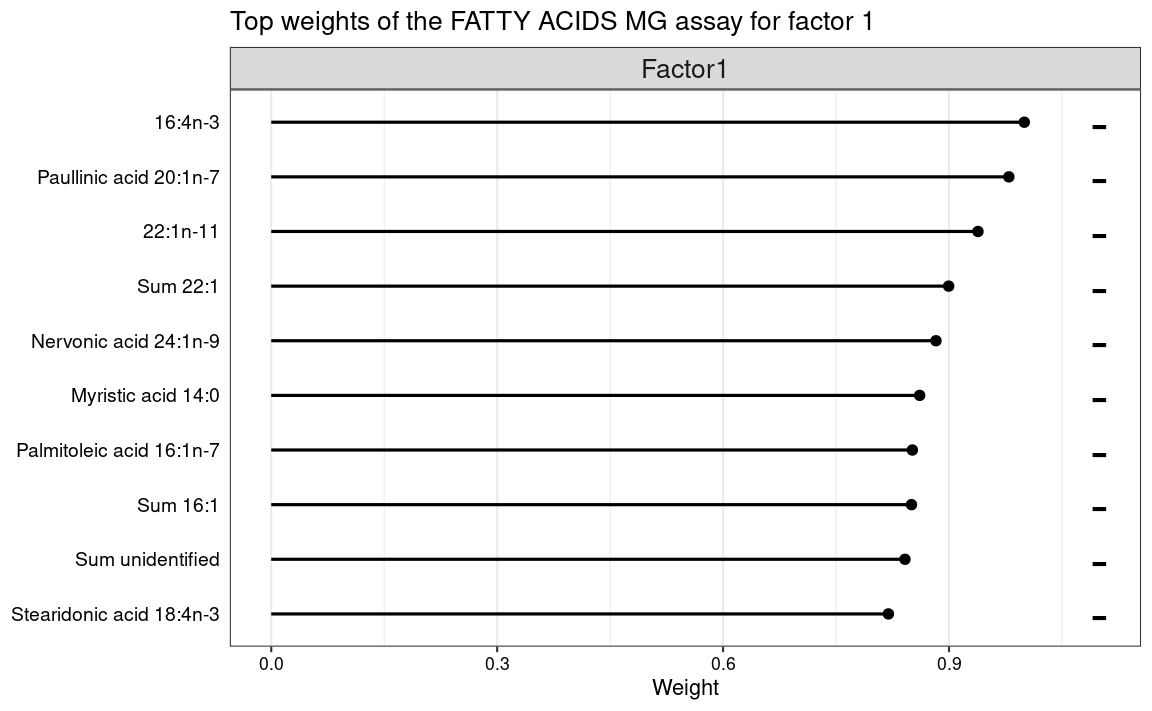 Top weights of the FATTY ACIDS MG assay for factor 1
Factor1
16:4n-3 -
Paullinic acid 20:1n-7 -
22:1n-11 -
Sum 22:1 -
Nervonic acid 24:1n-9 -
Myristic acid 14:0 -
Palmitoleic acid 16:1n-7 -
Sum 16:1 -
Sum unidentified -
Stearidonic acid 18:4n-3 -
0.0 0.3 0.6 0.9
Weight